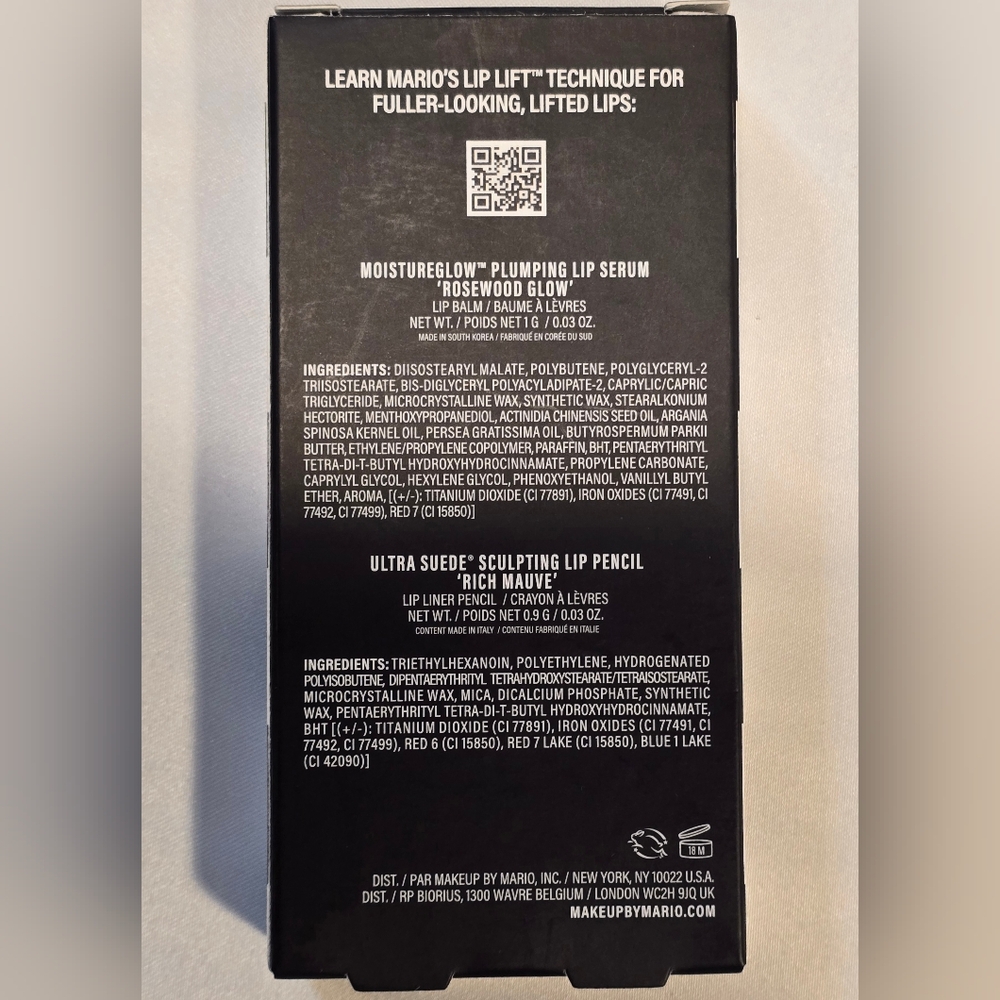 LEARN MARIO'S LIP LIFT™ TECHNIQUE FOR
FULLER-LOOKING, LIFTED LIPS:
MOISTUREGLOW™ PLUMPING LIP SERUM
'ROSEWOOD GLOW'
LIP BALM / BAUME À LÈVRES
NET WT. / POIDS NET 1 G / 0.03 OZ.
MADE IN SOUTH KOREA / FABRIQUÉ EN CORÉE DU SUD
INGREDIENTS: DIISOSTEARYL MALATE, POLYBUTENE, POLYGLYCERYL-2
TRIISOSTEARATE, BIS-DIGLYCERYL POLYACYLADIPATE-2, CAPRYLIC/CAPRIC
TRIGLYCERIDE, MICROCRYSTALLINE WAX, SYNTHETIC WAX, STEARALKONIUM
HECTORITE, MENTHOXYPROPANEDIOL, ACTINIDIA CHINENSIS SEED OIL, ARGANIA
SPINOSA KERNEL OIL, PERSEA GRATISSIMA OIL, BUTYROSPERMUM PARKII
BUTTER, ETHYLENE/PROPYLENE COPOLYMER, PARAFFIN, BHT, PENTAERYTHRITYL
TETRA-DI-T-BUTYL HYDROXYHYDROCINNAMATE, PROPYLENE CARBONATE,
CAPRYLYL GLYCOL, HEXYLENE GLYCOL, PHENOXYETHANOL, VANILLYL BUTYL
ETHER, AROMA, [(+/-): TITANIUM DIOXIDE (CI 77891), IRON OXIDES (CI 77491, CI
77492, CI 77499), RED 7 (CI 15850)]
ULTRA SUEDE® SCULPTING LIP PENCIL
'RICH MAUVE'
LIP LINER PENCIL / CRAYON À LÈVRES
NET WT. / POIDS NET 0.9 G / 0.03 OZ.
CONTENT MADE IN ITALY / CONTENU FABRIQUÉ EN ITALIE
INGREDIENTS: TRIETHYLHEXANOIN, POLYETHYLENE, HYDROGENATED
POLYISOBUTENE, DIPENTAERYTHRITYL TETRAHYDROXYSTEARATE/TETRAISOSTEARATE,
MICROCRYSTALLINE WAX, MICA, DICALCIUM PHOSPHATE, SYNTHETIC
WAX, PENTAERYTHRITYL TETRA-DI-T-BUTYL HYDROXYHYDROCINNAMATE,
BHT [(+/-): TITANIUM DIOXIDE (CI 77891), IRON OXIDES (CI 77491, CI
77492, CI 77499), RED 6 (CI 15850), RED 7 LAKE (CI 15850), BLUE 1 LAKE
(CI 42090)]
18 M
DIST. / PAR MAKEUP BY MARIO, INC. / NEW YORK, NY 10022 U.S.A.
DIST. / RP BIORIUS, 1300 WAVRE BELGIUM / LONDON WC2H 9JQ UK
MAKEUPBYMARIO.COM